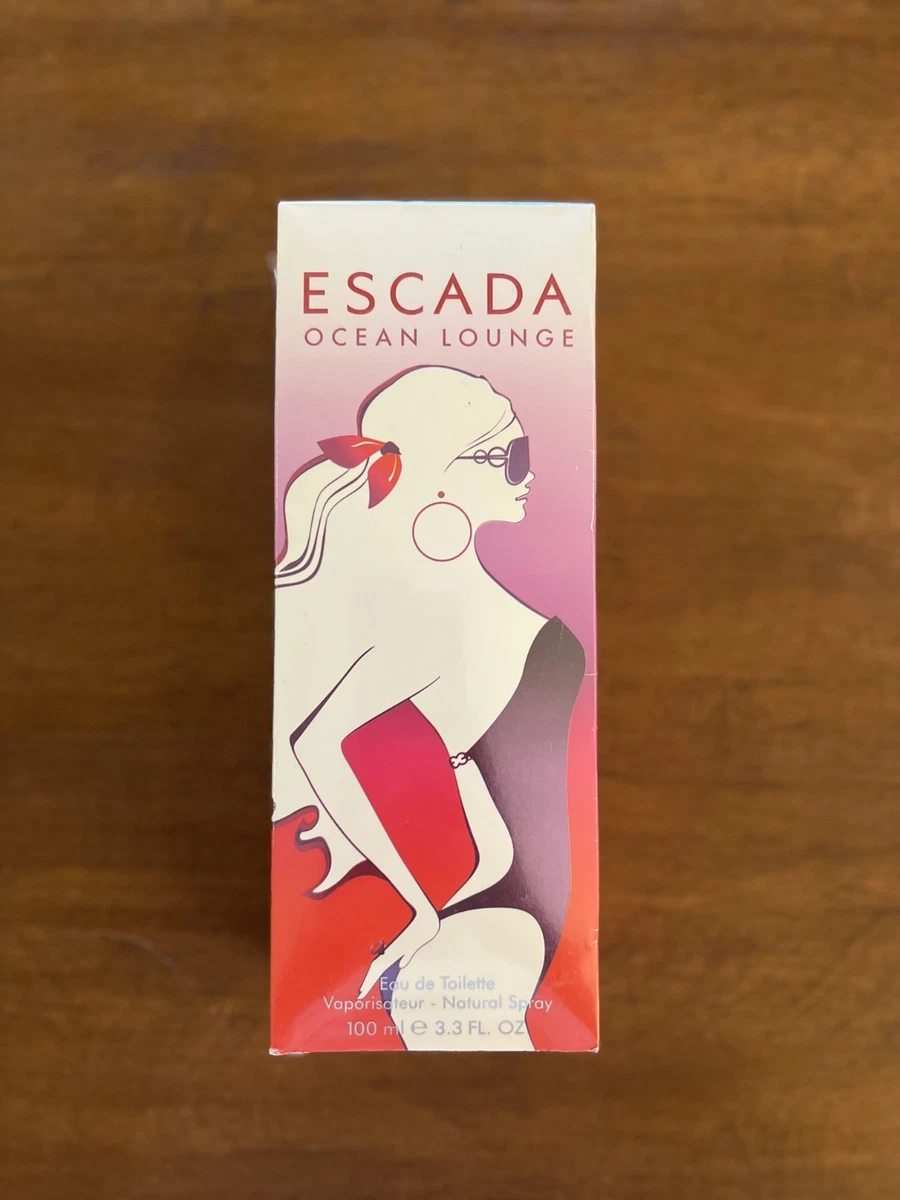 ESCADA
OCEAN LOUNGE
Eau de Toilette
Vaporisateur - Natural Spray
100 ml ℮ 3.3 FL. OZ